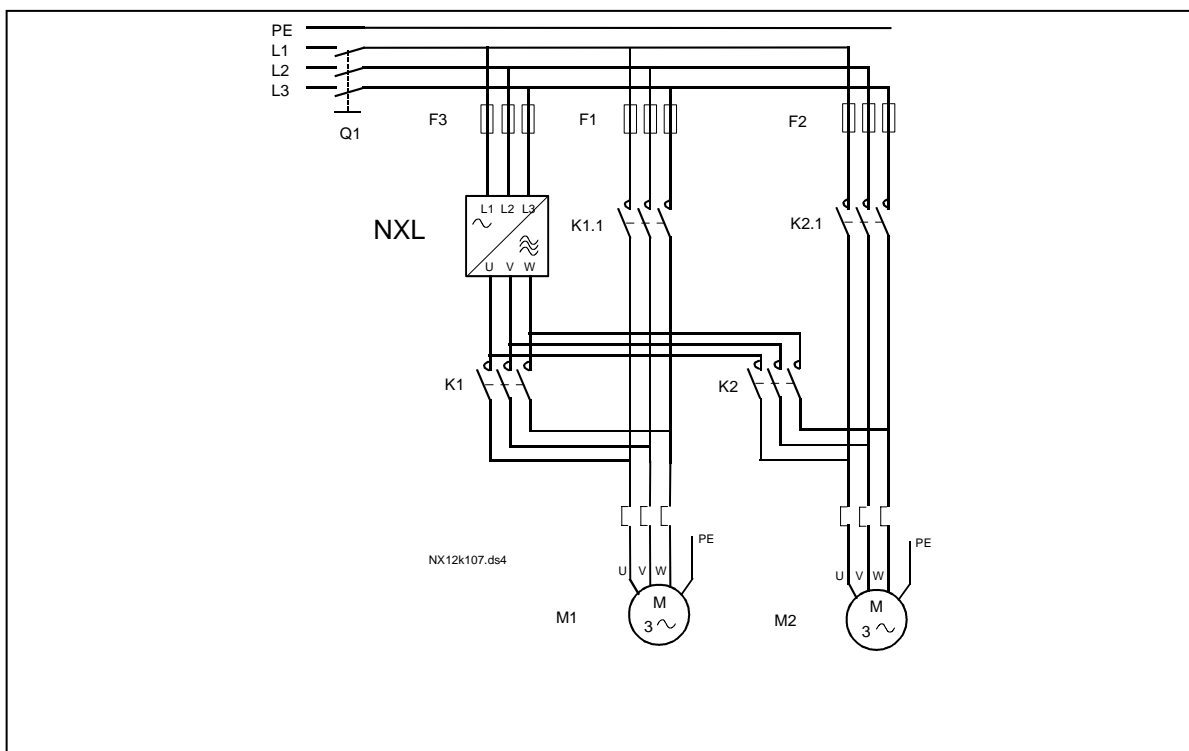 PE
L1
L2
L3
Q1
F3
F1
F2
L1 L2 L3
NXL
U V W
K1.1
K2.1
K1
K2
NX12k107.ds4
PE
PE
U V W
U V W
M1
M
3
M2
M
3